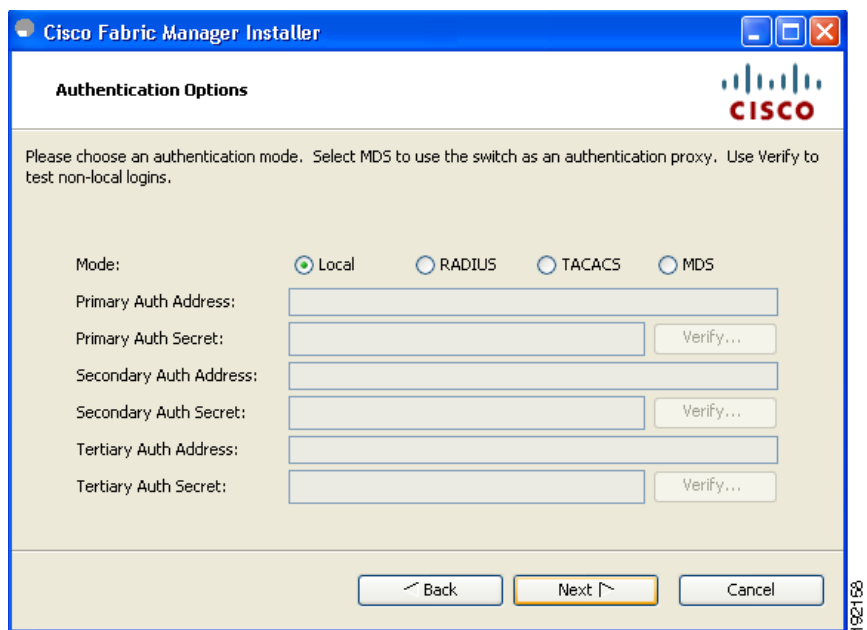 Cisco Fabric Manager Installer
Authentication Options
CISCO
Please choose an authentication mode. Select MDS to use the switch as an authentication proxy. Use Verify to
test non-local logins.
Mode: Local RADIUS TACACS MDS
Primary Auth Address:
Primary Auth Secret: Verify...
Secondary Auth Address:
Secondary Auth Secret: Verify...
Tertiary Auth Address:
Tertiary Auth Secret: Verify...
Back Next Cancel
192168